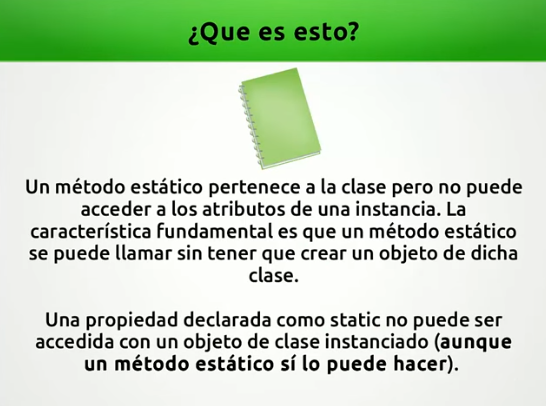 ¿Que es esto?
Un método estático pertenece a la clase pero no puede
acceder a los atributos de una instancia. La
característica fundamental es que un método estático
se puede llamar sin tener que crear un objeto de dicha
clase.
Una propiedad declarada como static no puede ser
accedida con un objeto de clase instanciado (aunque
un método estático sí lo puede hacer).